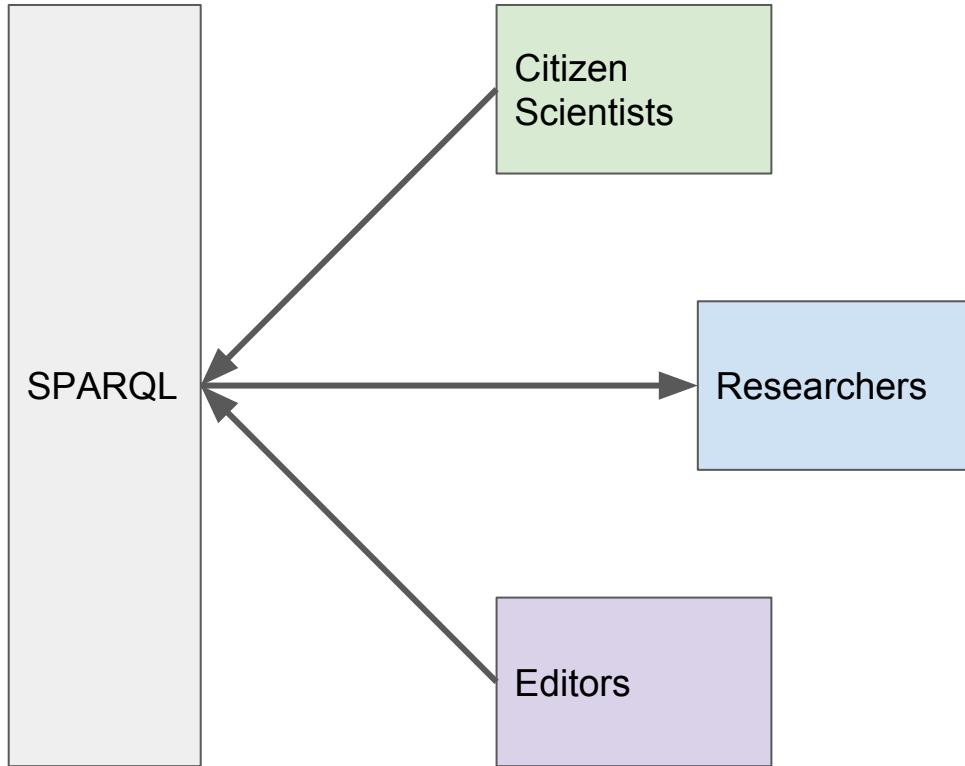 Citizen
Scientists
SPARQL
Researchers
Editors